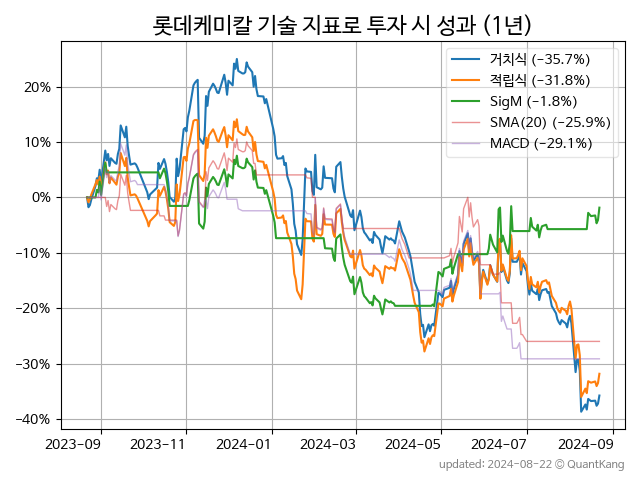 롯데케미칼 기술 지표로 투자 시 성과 (1년)
거치식 (−35.7%)
적립식 (−31.8%)
SigM (−1.8%)
SMA(20) (−25.9%)
MACD (−29.1%)
20%
10%
0%
−10%
−20%
−30%
−40%
2023-09 2023-11 2024-01 2024-03 2024-05 2024-07 2024-09
updated: 2024-08-22 © QuantKang